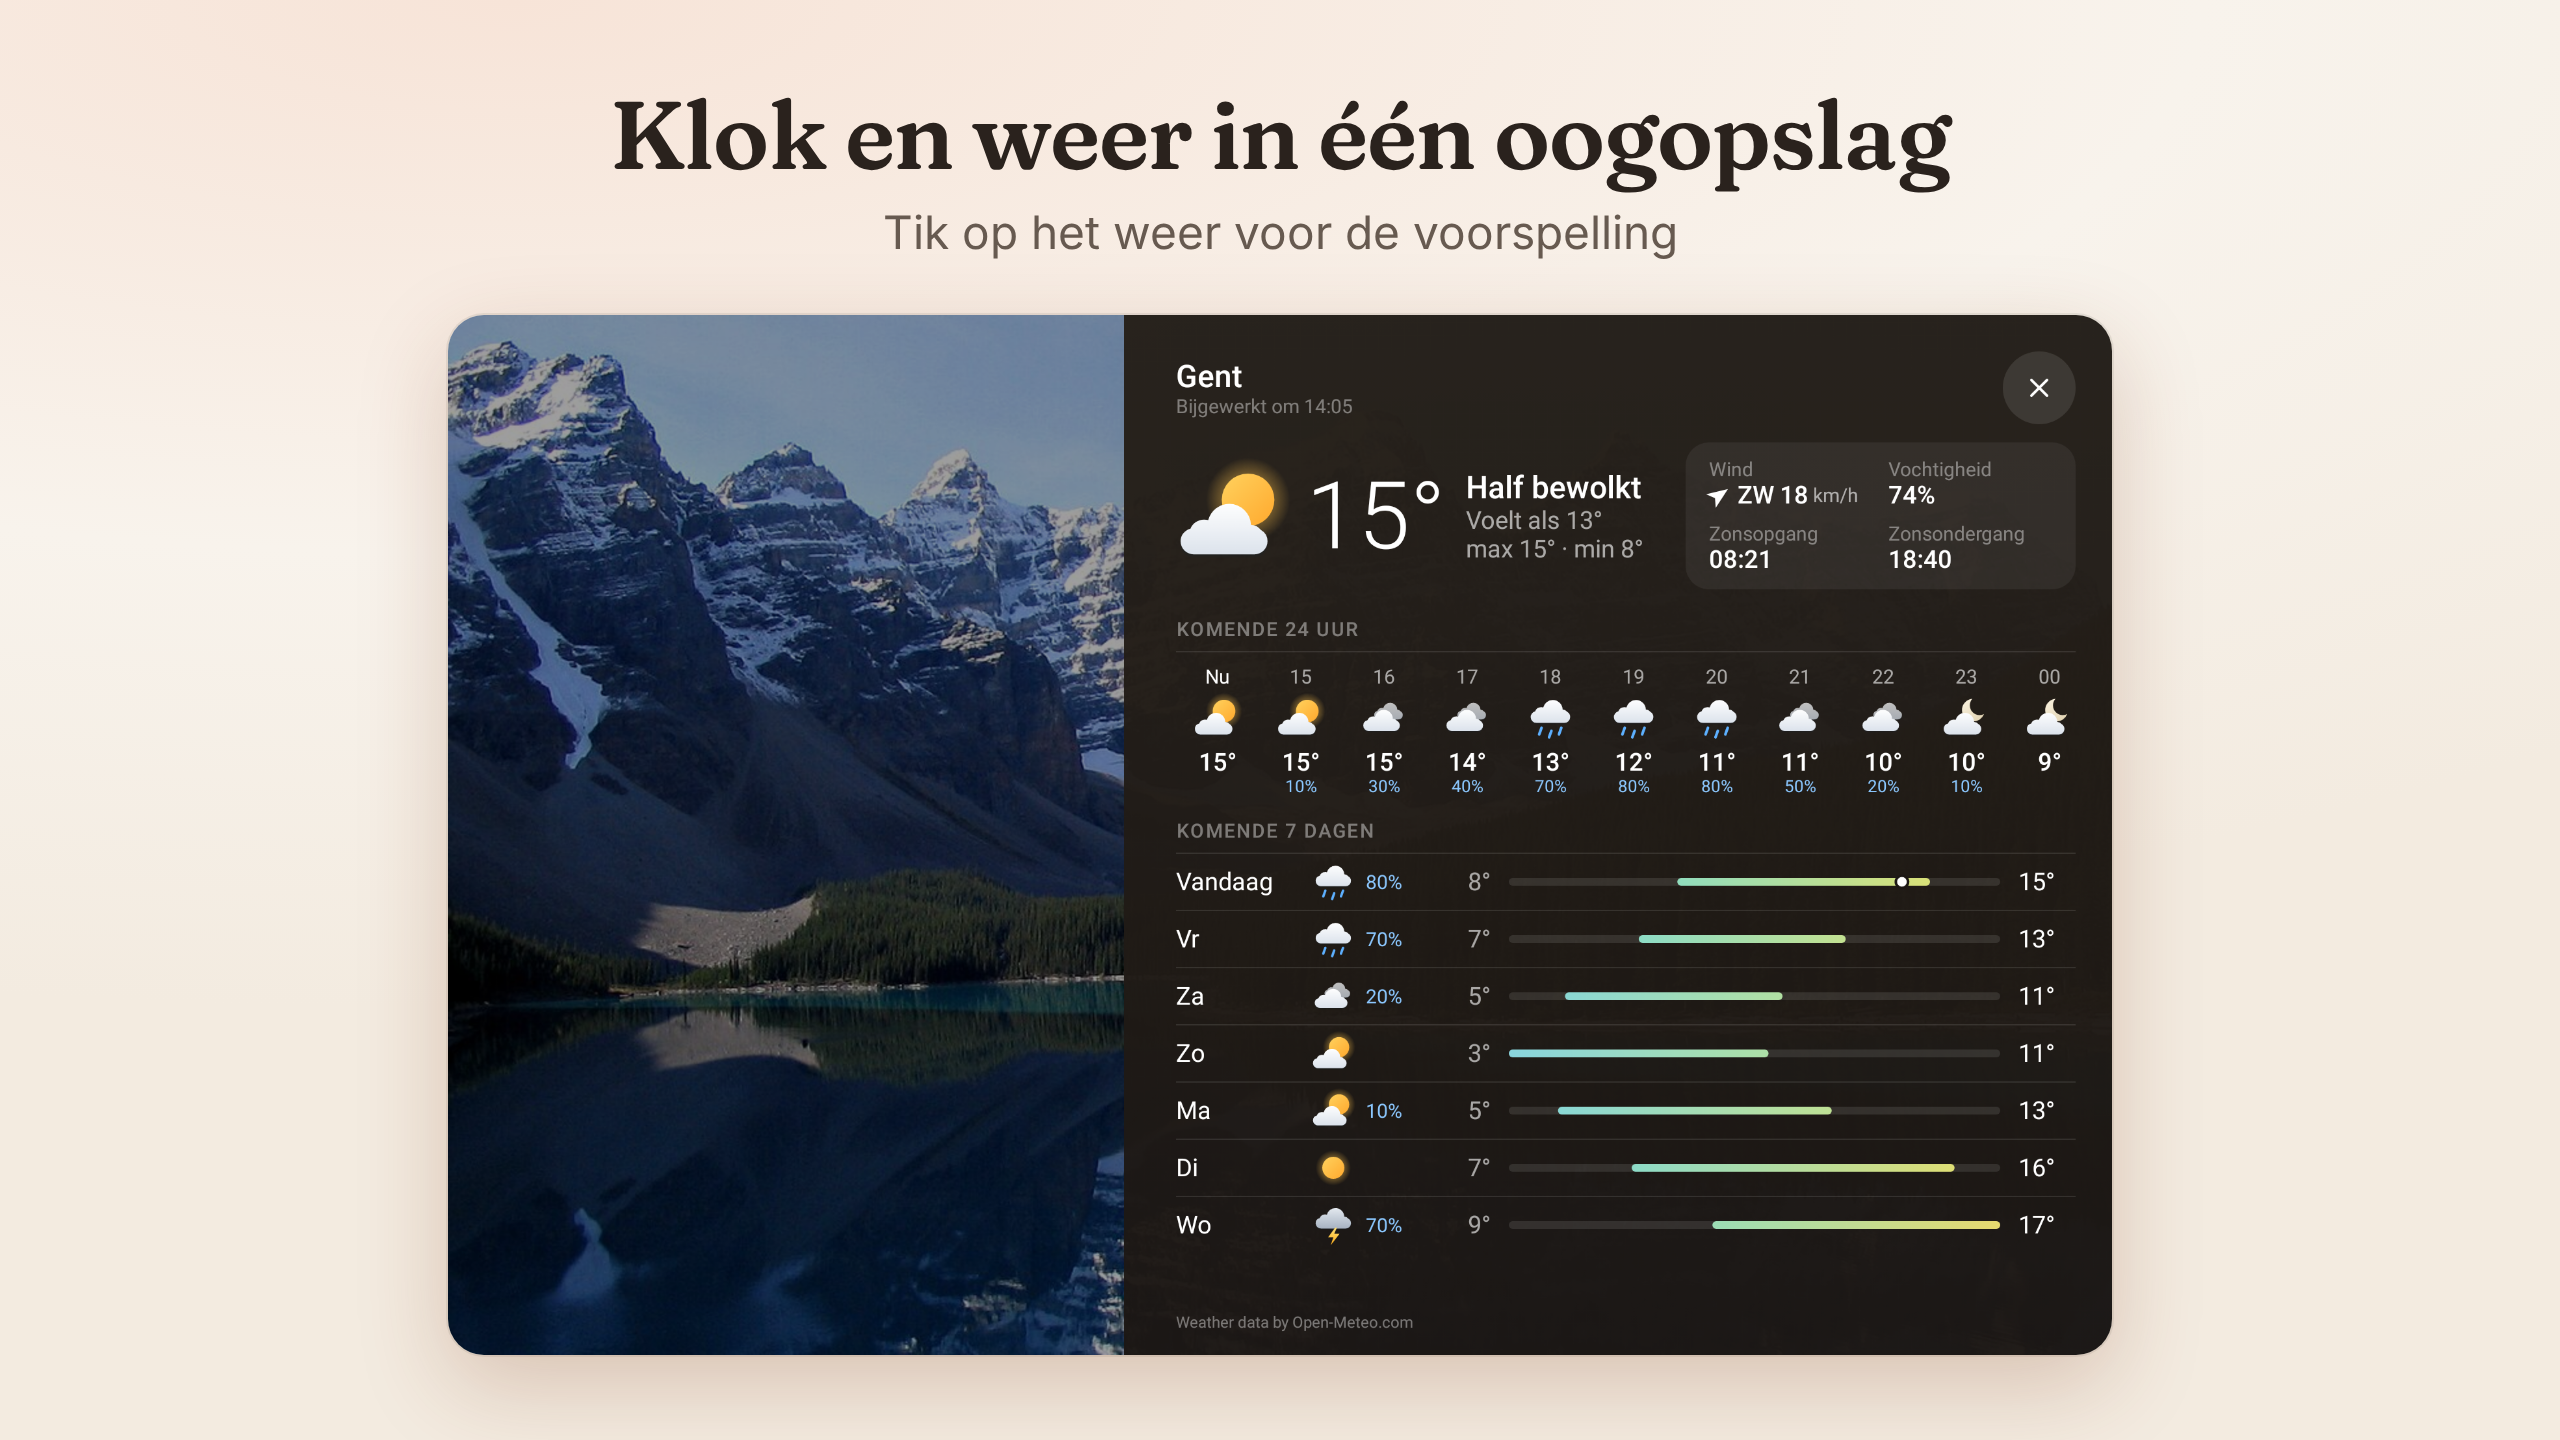 Klok en weer in één oogopslag
Tik op het weer voor de voorspelling
Gent
Bijgewerkt om 14:05
15°
Half bewolkt
Voelt als 13°
max 15° · min 8°
Wind Vochtigheid
ZW 18 km/h 74%
Zonsopgang Zonsondergang
08:21 18:40
KOMENDE 24 UUR
Nu 15 16 17 18 19 20 21 22 23 00
15° 15° 15° 14° 13° 12° 11° 11° 10° 10° 9°
10% 30% 40% 70% 80% 80% 50% 20% 10%
KOMENDE 7 DAGEN
Vandaag 80% 8° 15°
Vr 70% 7° 13°
Za 20% 5° 11°
Zo 3° 11°
Ma 10% 5° 13°
Di 7° 16°
Wo 70% 9° 17°
Weather data by Open-Meteo.com